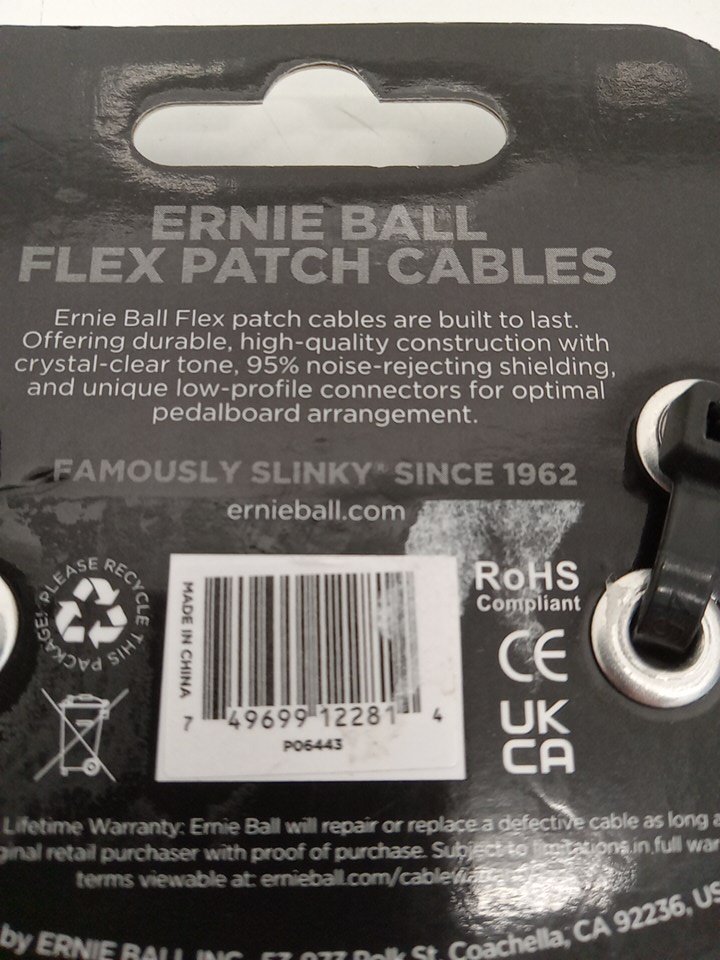 ERNIE BALL
FLEX PATCH CABLES
Ernie Ball Flex patch cables are built to last.
Offering durable, high-quality construction with
crystal-clear tone, 95% noise-rejecting shielding,
and unique low-profile connectors for optimal
pedalboard arrangement.
FAMOUSLY SLINKY® SINCE 1962
ernieball.com
PLEASE RECYCLE THIS PACKAGE!
MADE IN CHINA
7 49699 12281 4
P06443
RoHS
Compliant
CE
UK
CA
Lifetime Warranty: Ernie Ball will repair or replace a defective cable as long a
ginal retail purchaser with proof of purchase. Subject to limitations in full war
terms viewable at: ernieball.com/cablewa
by ERNIE BALL INC. Polk St. Coachella, CA 92236, US